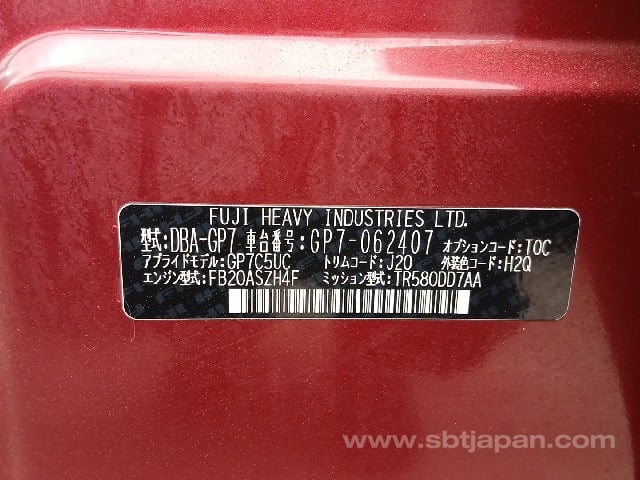 FUJI HEAVY INDUSTRIES LTD.
型式:DBA-GP7 車台番号:GP7-062407 オプションコード:TOC
アプライドモデル:GP7C5UC トリムコード:J20 外装色コード:H2Q
エンジン型式:FB20ASZH4F ミッション型式:TR580DD7AA
www.sbtjapan.com